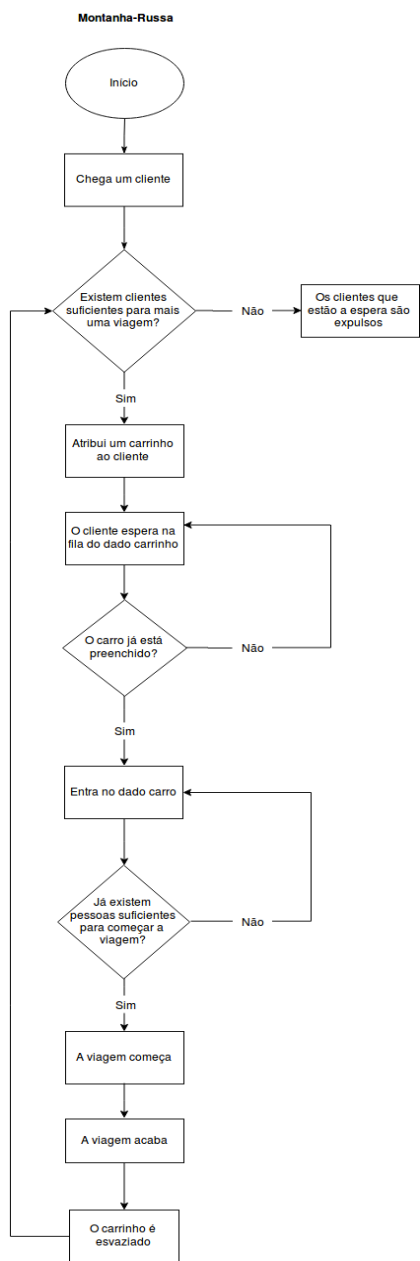 Montanha-Russa
Início
Chega um cliente
Existem clientes
suficientes para mais
uma viagem?
Não
Os clientes que
estão a espera são
expulsos
Sim
Atribui um carrinho
ao cliente
O cliente espera na
fila do dado carrinho
O carro já está
preenchido?
Não
Sim
Entra no dado carro
Já existem
pessoas suficientes
para começar a
viagem?
Não
Sim
A viagem começa
A viagem acaba
O carrinho é
esvaziado